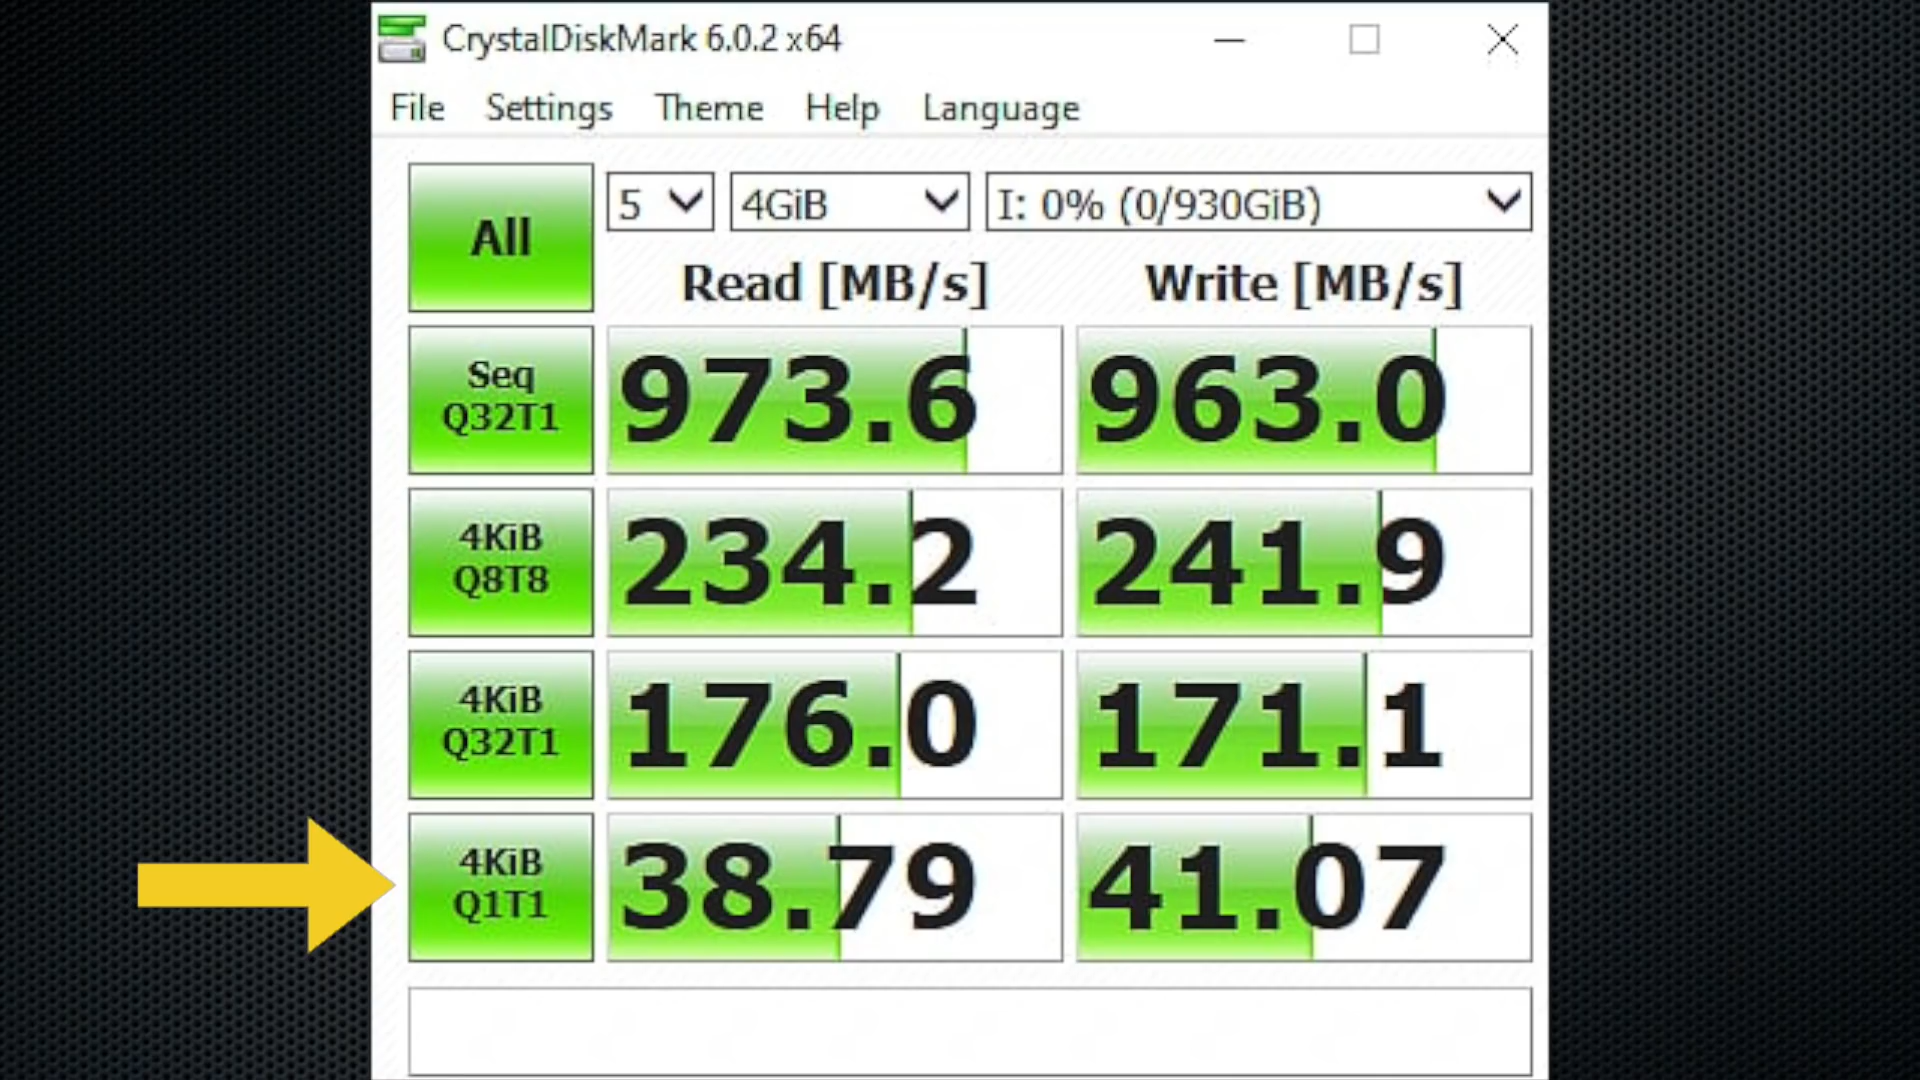 CrystalDiskMark 6.0.2 x64
File Settings Theme Help Language
All 5 4GiB I: 0% (0/930GiB)
Read [MB/s] Write [MB/s]
Seq
Q32T1 973.6 963.0
4KiB
Q8T8 234.2 241.9
4KiB
Q32T1 176.0 171.1
4KiB
Q1T1 38.79 41.07